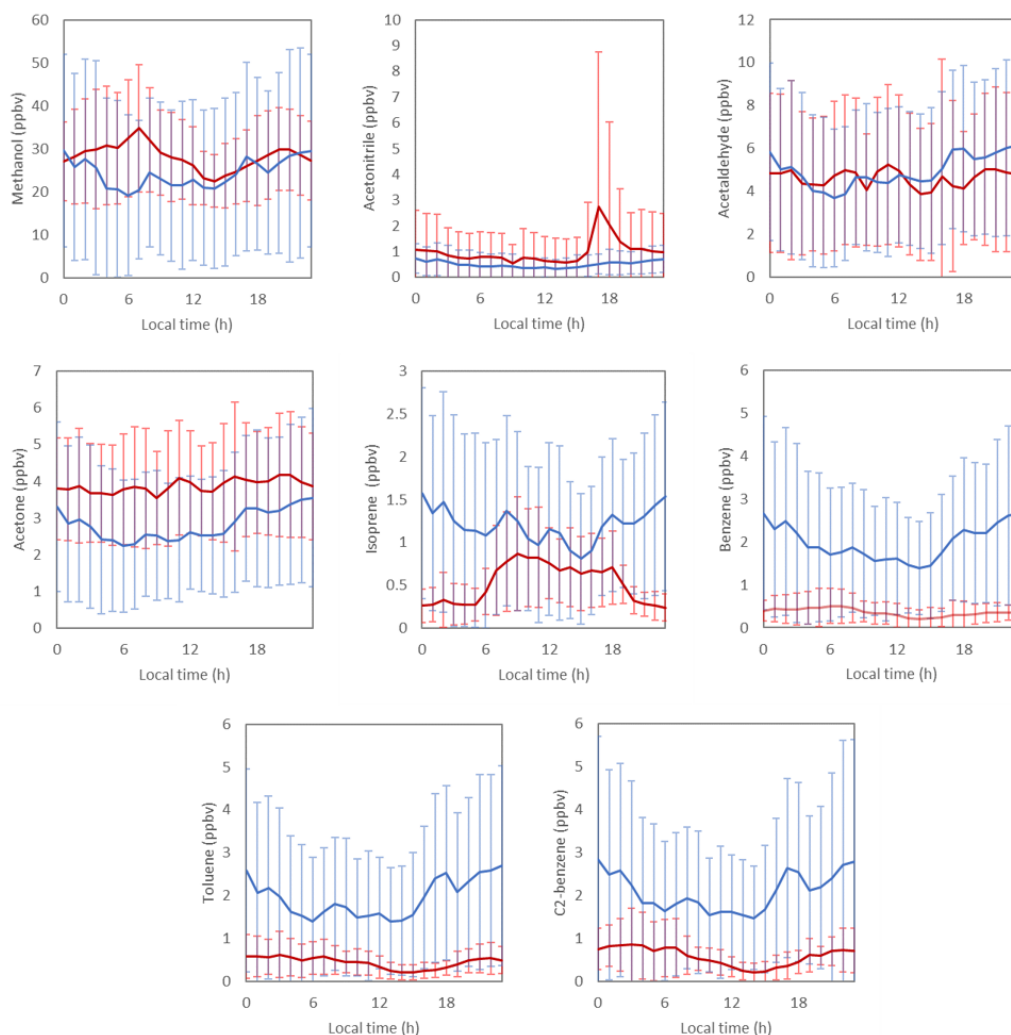 Methanol (ppbv)
60
50
40
30
20
10
0
0 6 12 18
Local time (h)
Acetonitrile (ppbv)
10
9
8
7
6
5
4
3
2
1
0
0 6 12 18
Local time (h)
Acetaldehyde (ppbv)
12
10
8
6
4
2
0
0 6 12 18
Local time (h)
Acetone (ppbv)
7
6
5
4
3
2
1
0
0 6 12 18
Local time (h)
Isoprene (ppbv)
3
2.5
2
1.5
1
0.5
0
0 6 12 18
Local time (h)
Benzene (ppbv)
6
5
4
3
2
1
0
0 6 12 18
Local time (h)
Toluene (ppbv)
6
5
4
3
2
1
0
0 6 12 18
Local time (h)
C2-benzene (ppbv)
6
5
4
3
2
1
0
0 6 12 18
Local time (h)